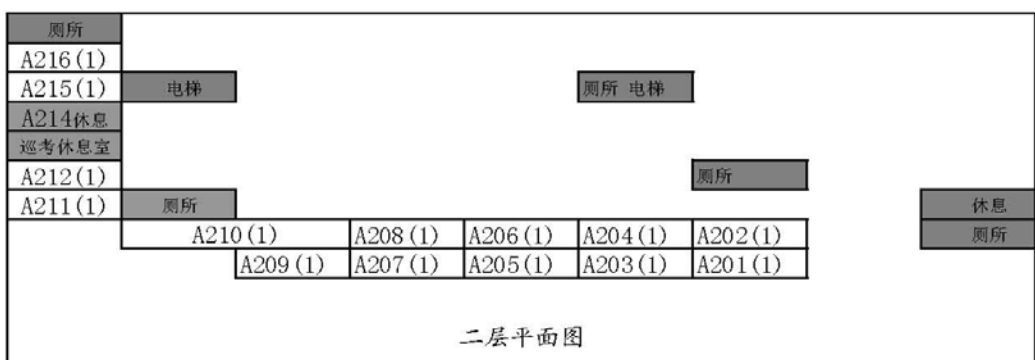 厕所
A216(1)
A215(1) 电梯 厕所 电梯
A214休息
巡考休息室
A212(1) 厕所
A211(1) 厕所 休息
A210(1) A208(1) A206(1) A204(1) A202(1) 厕所
A209(1) A207(1) A205(1) A203(1) A201(1)
二层平面图